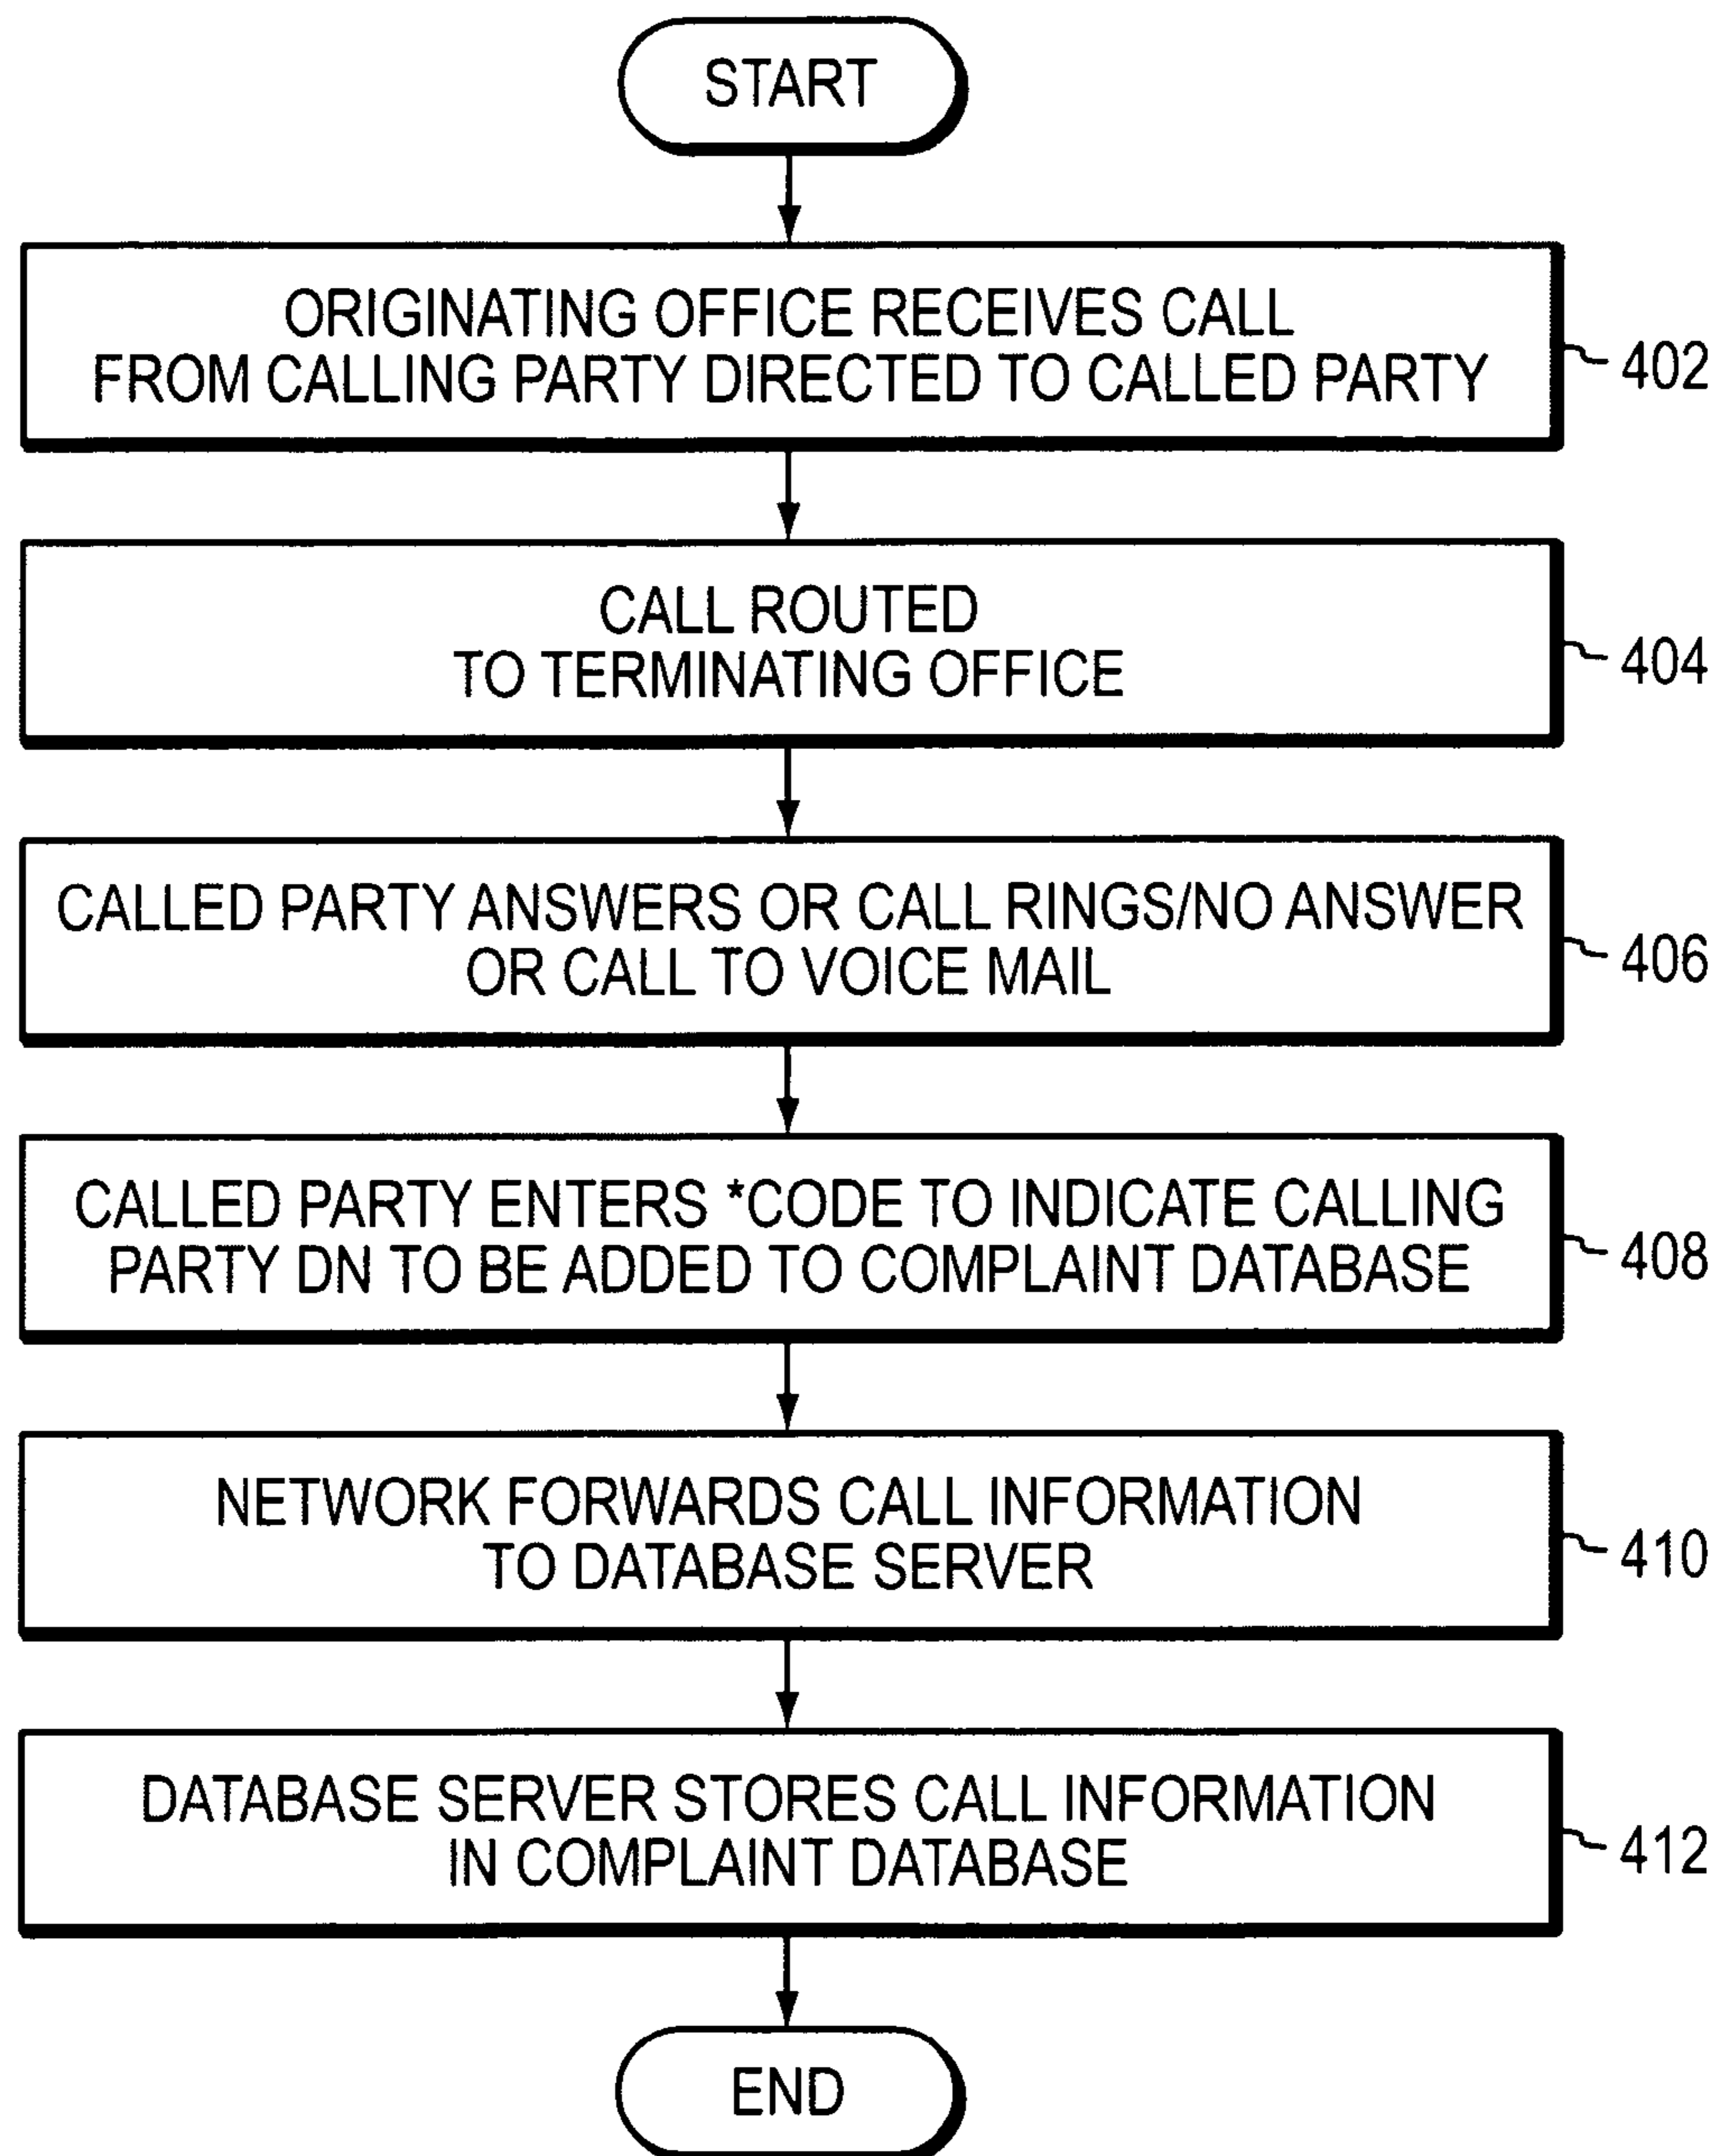 START
ORIGINATING OFFICE RECEIVES CALL
FROM CALLING PARTY DIRECTED TO CALLED PARTY
402
CALL ROUTED
TO TERMINATING OFFICE
404
CALLED PARTY ANSWERS OR CALL RINGS/NO ANSWER
OR CALL TO VOICE MAIL
406
CALLED PARTY ENTERS *CODE TO INDICATE CALLING
PARTY DN TO BE ADDED TO COMPLAINT DATABASE
408
NETWORK FORWARDS CALL INFORMATION
TO DATABASE SERVER
410
DATABASE SERVER STORES CALL INFORMATION
IN COMPLAINT DATABASE
412
END